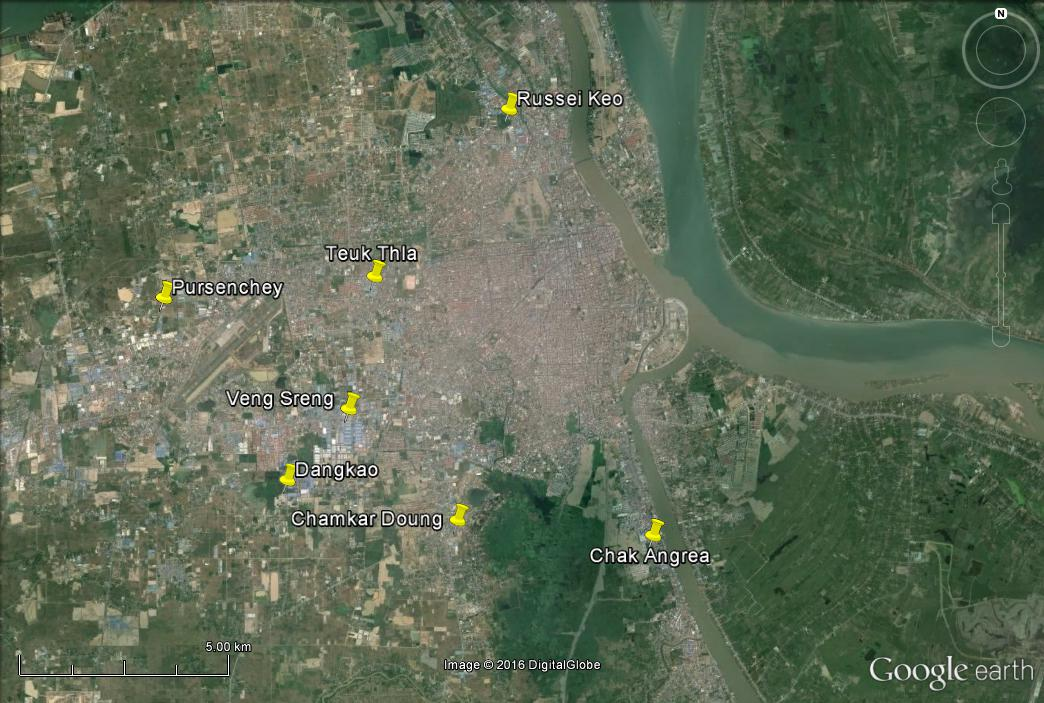 N
Russei Keo
Teuk Thla
Pursenchey
Veng Sreng
Dangkao
Chamkar Doung
Chak Angrea
5.00 km
Image © 2016 DigitalGlobe
Google earth